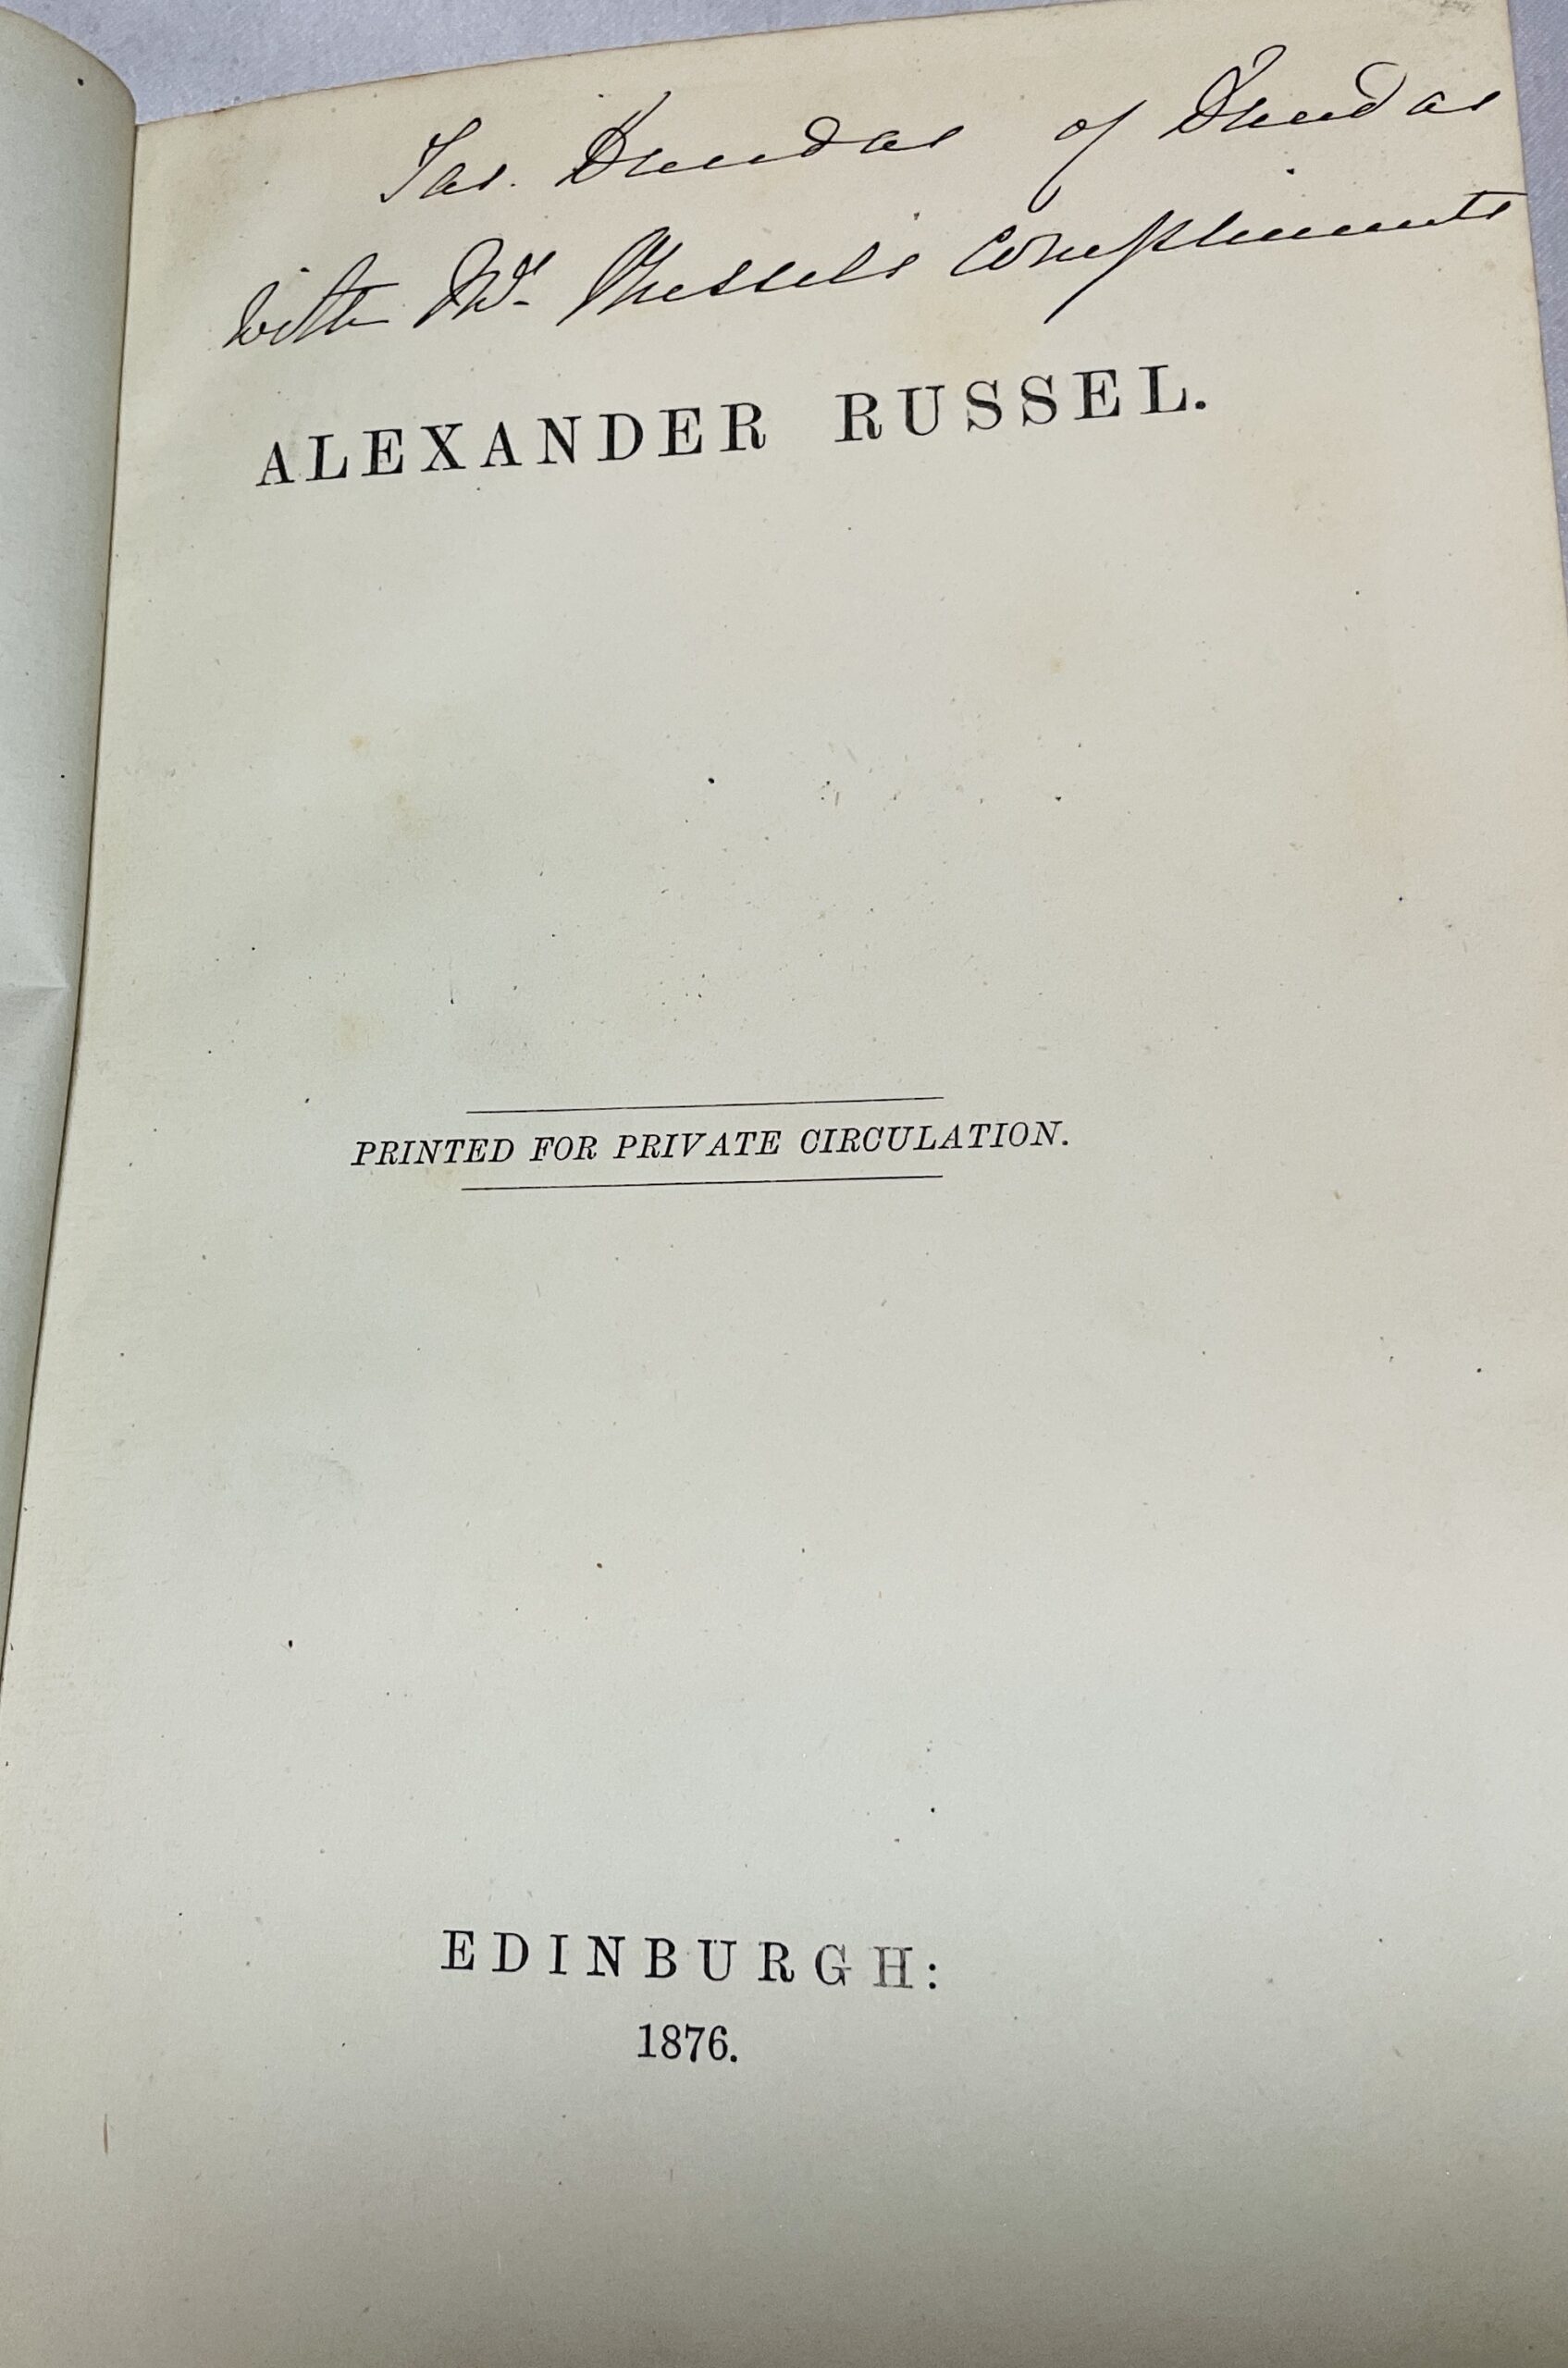 Jas. Dundas of Dundas
with Mrs Russel's Compliments
ALEXANDER RUSSEL.
PRINTED FOR PRIVATE CIRCULATION.
EDINBURGH:
1876.